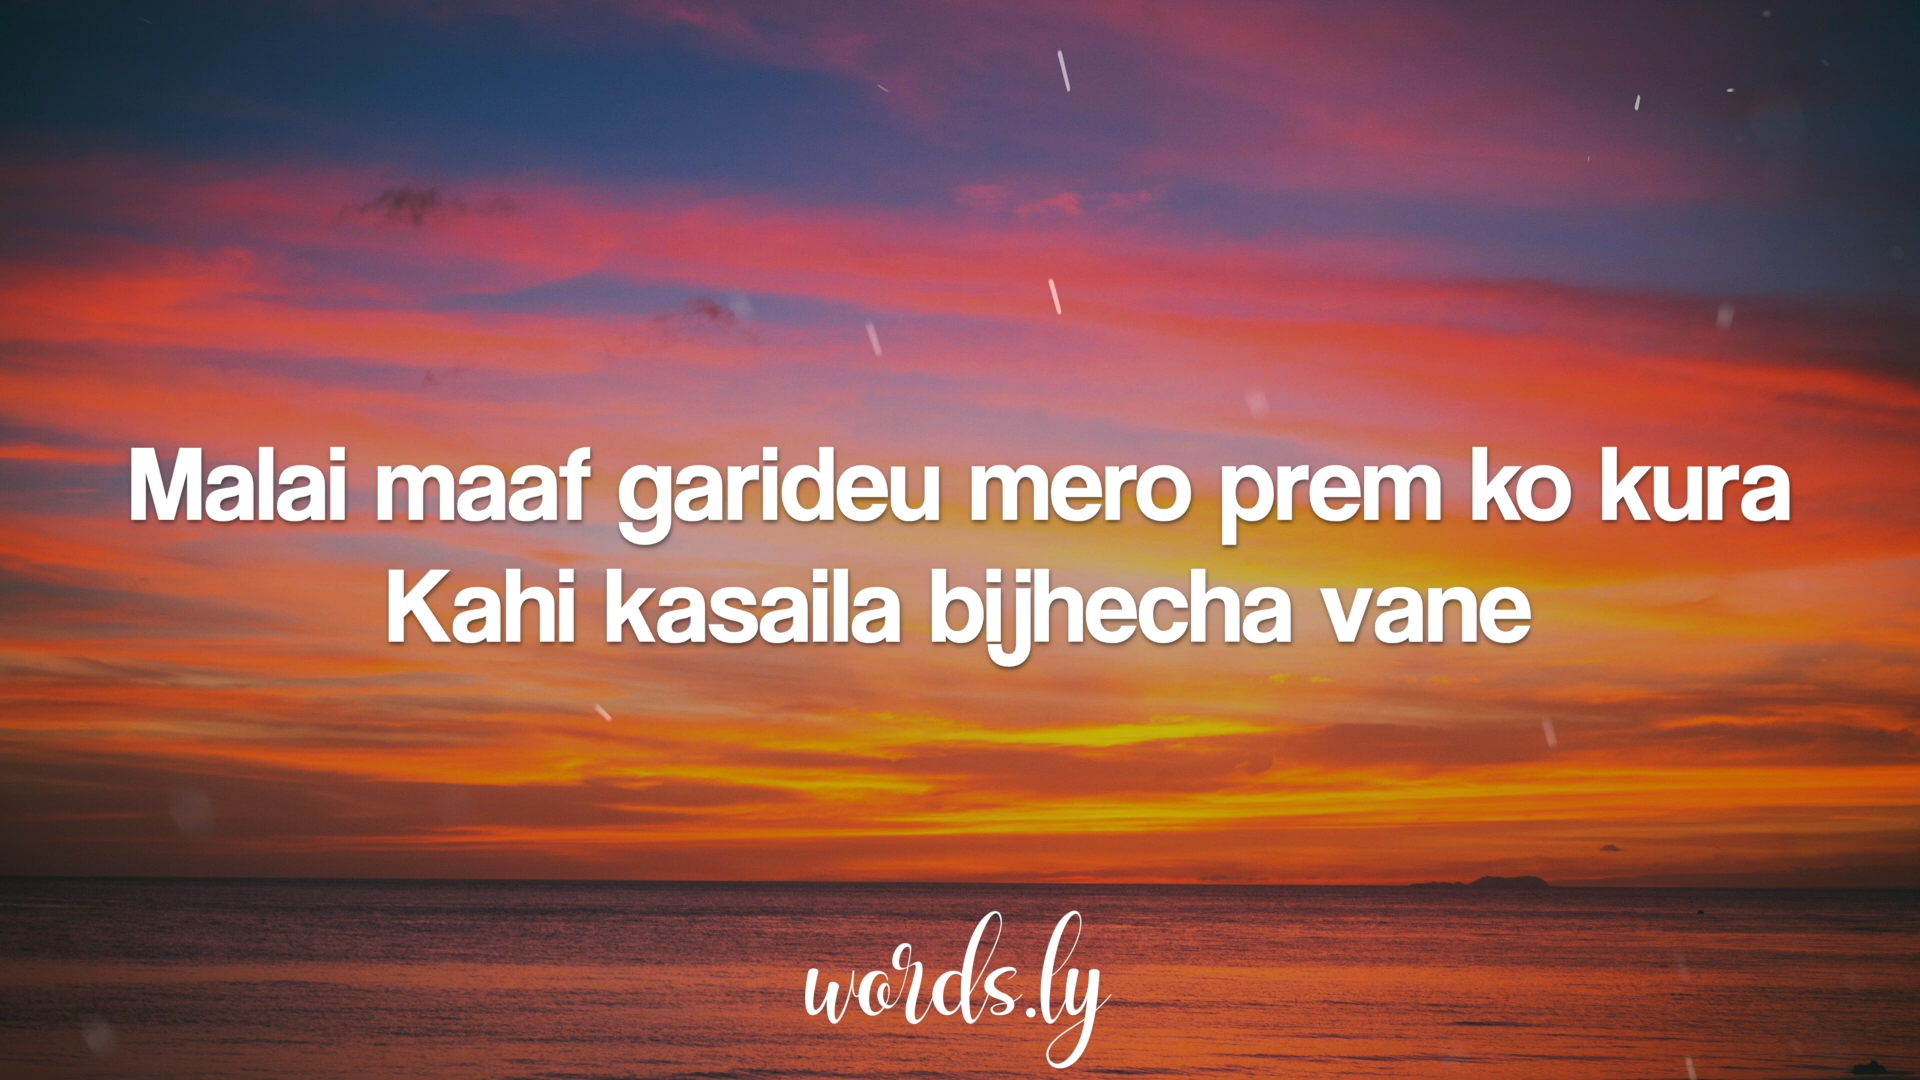 Malai maaf garideu mero prem ko kura
Kahi kasaila bijhecha vane
words.ly